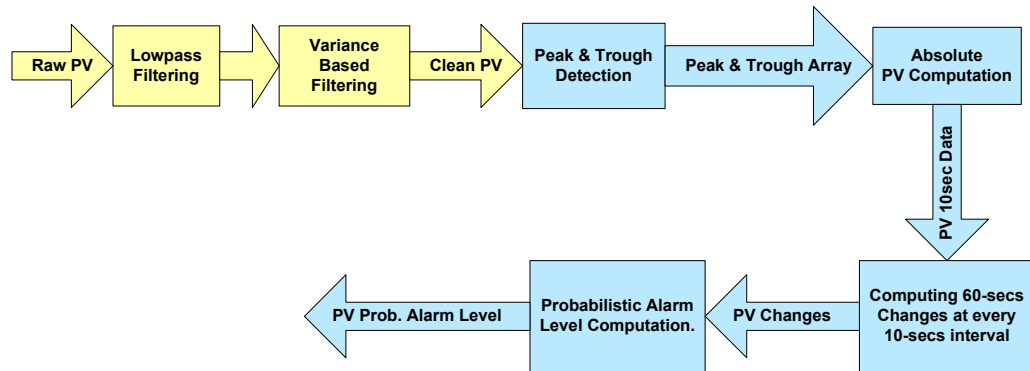 Raw PV
Lowpass
Filtering
Variance
Based
Filtering
Clean PV
Peak & Trough
Detection
Peak & Trough Array
Absolute
PV Computation
PV 10sec Data
Computing 60-secs
Changes at every
10-secs interval
PV Changes
Probabilistic Alarm
Level Computation.
PV Prob. Alarm Level